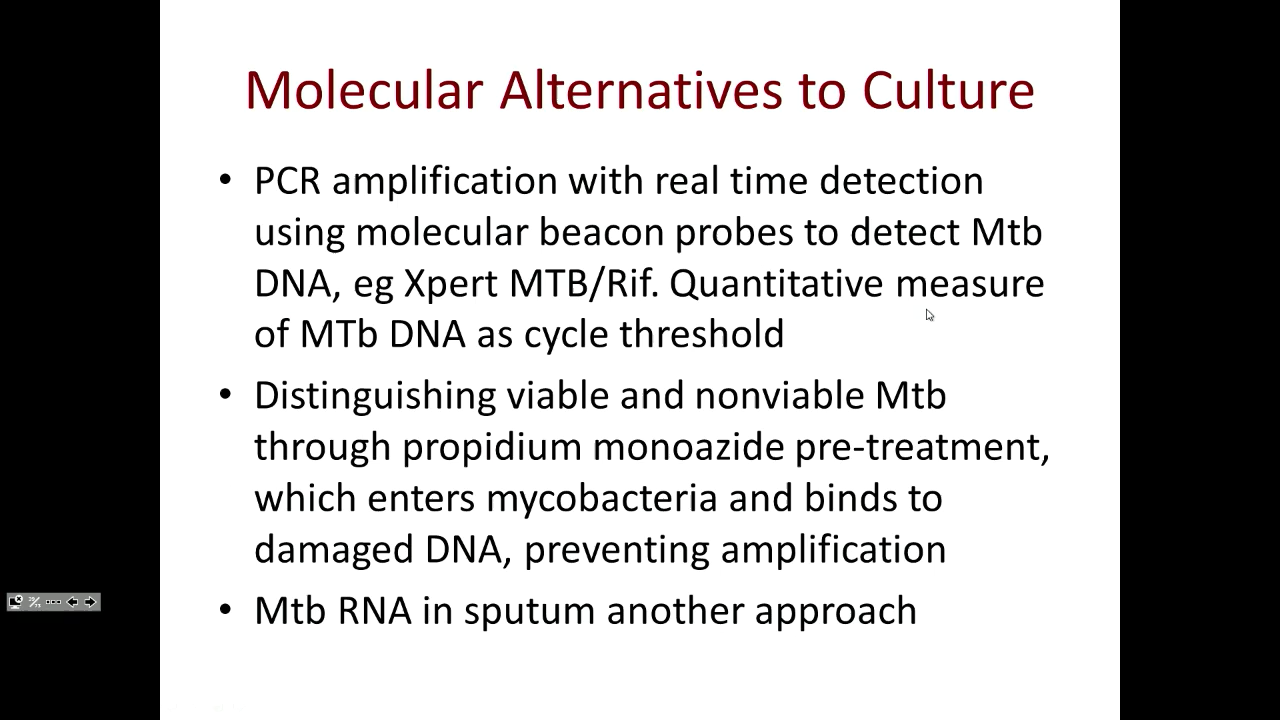 Molecular Alternatives to Culture
• PCR amplification with real time detection
using molecular beacon probes to detect Mtb
DNA, eg Xpert MTB/Rif. Quantitative measure
of MTb DNA as cycle threshold
• Distinguishing viable and nonviable Mtb
through propidium monoazide pre-treatment,
which enters mycobacteria and binds to
damaged DNA, preventing amplification
• Mtb RNA in sputum another approach